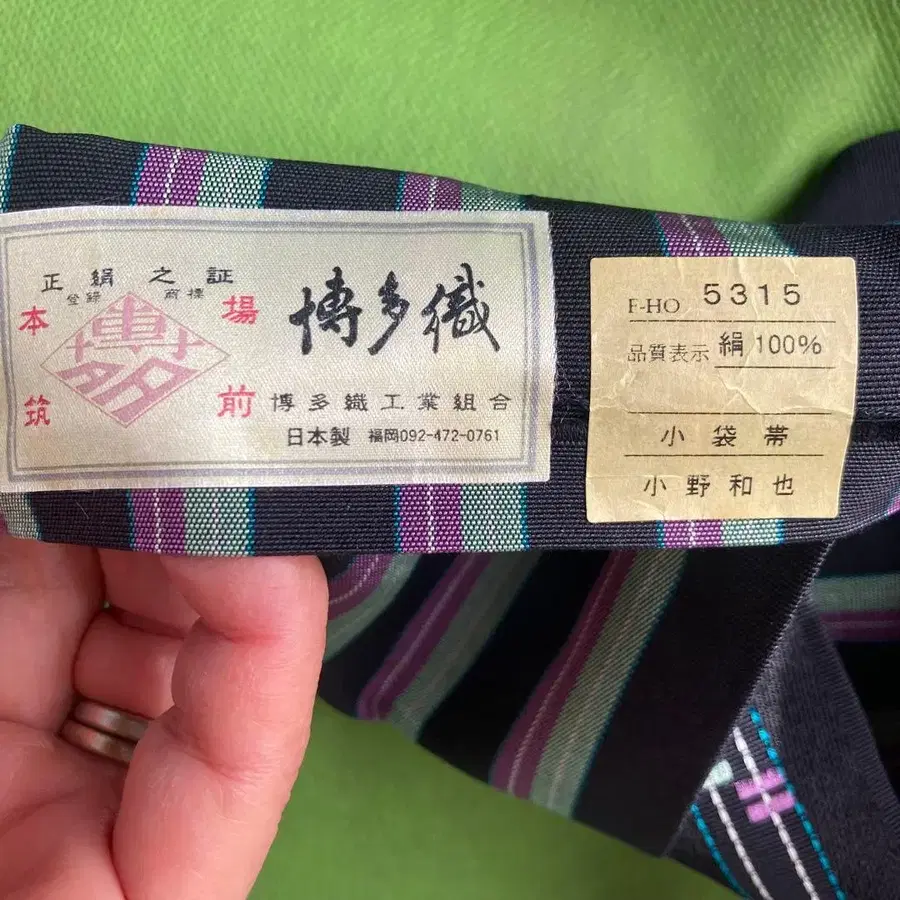 正絹之証
登録 商標
本 場
筑 前
博多
博多織
博多織工業組合
日本製 福岡092-472-0761
F-HO 5315
品質表示 絹 100%
小袋帯
小野和也